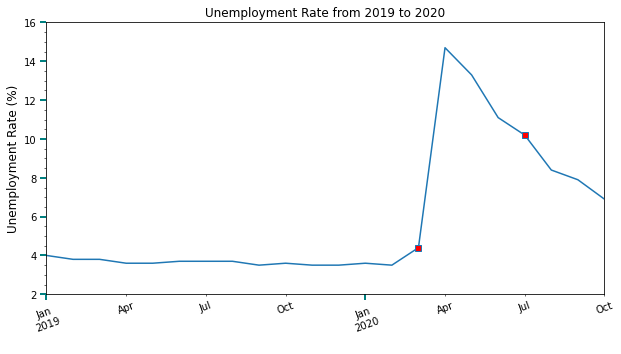 Unemployment Rate from 2019 to 2020
Unemployment Rate (%)
16
14
12
10
8
6
4
2
Jan
2019
Apr
Jul
Oct
Jan
2020
Apr
Jul
Oct